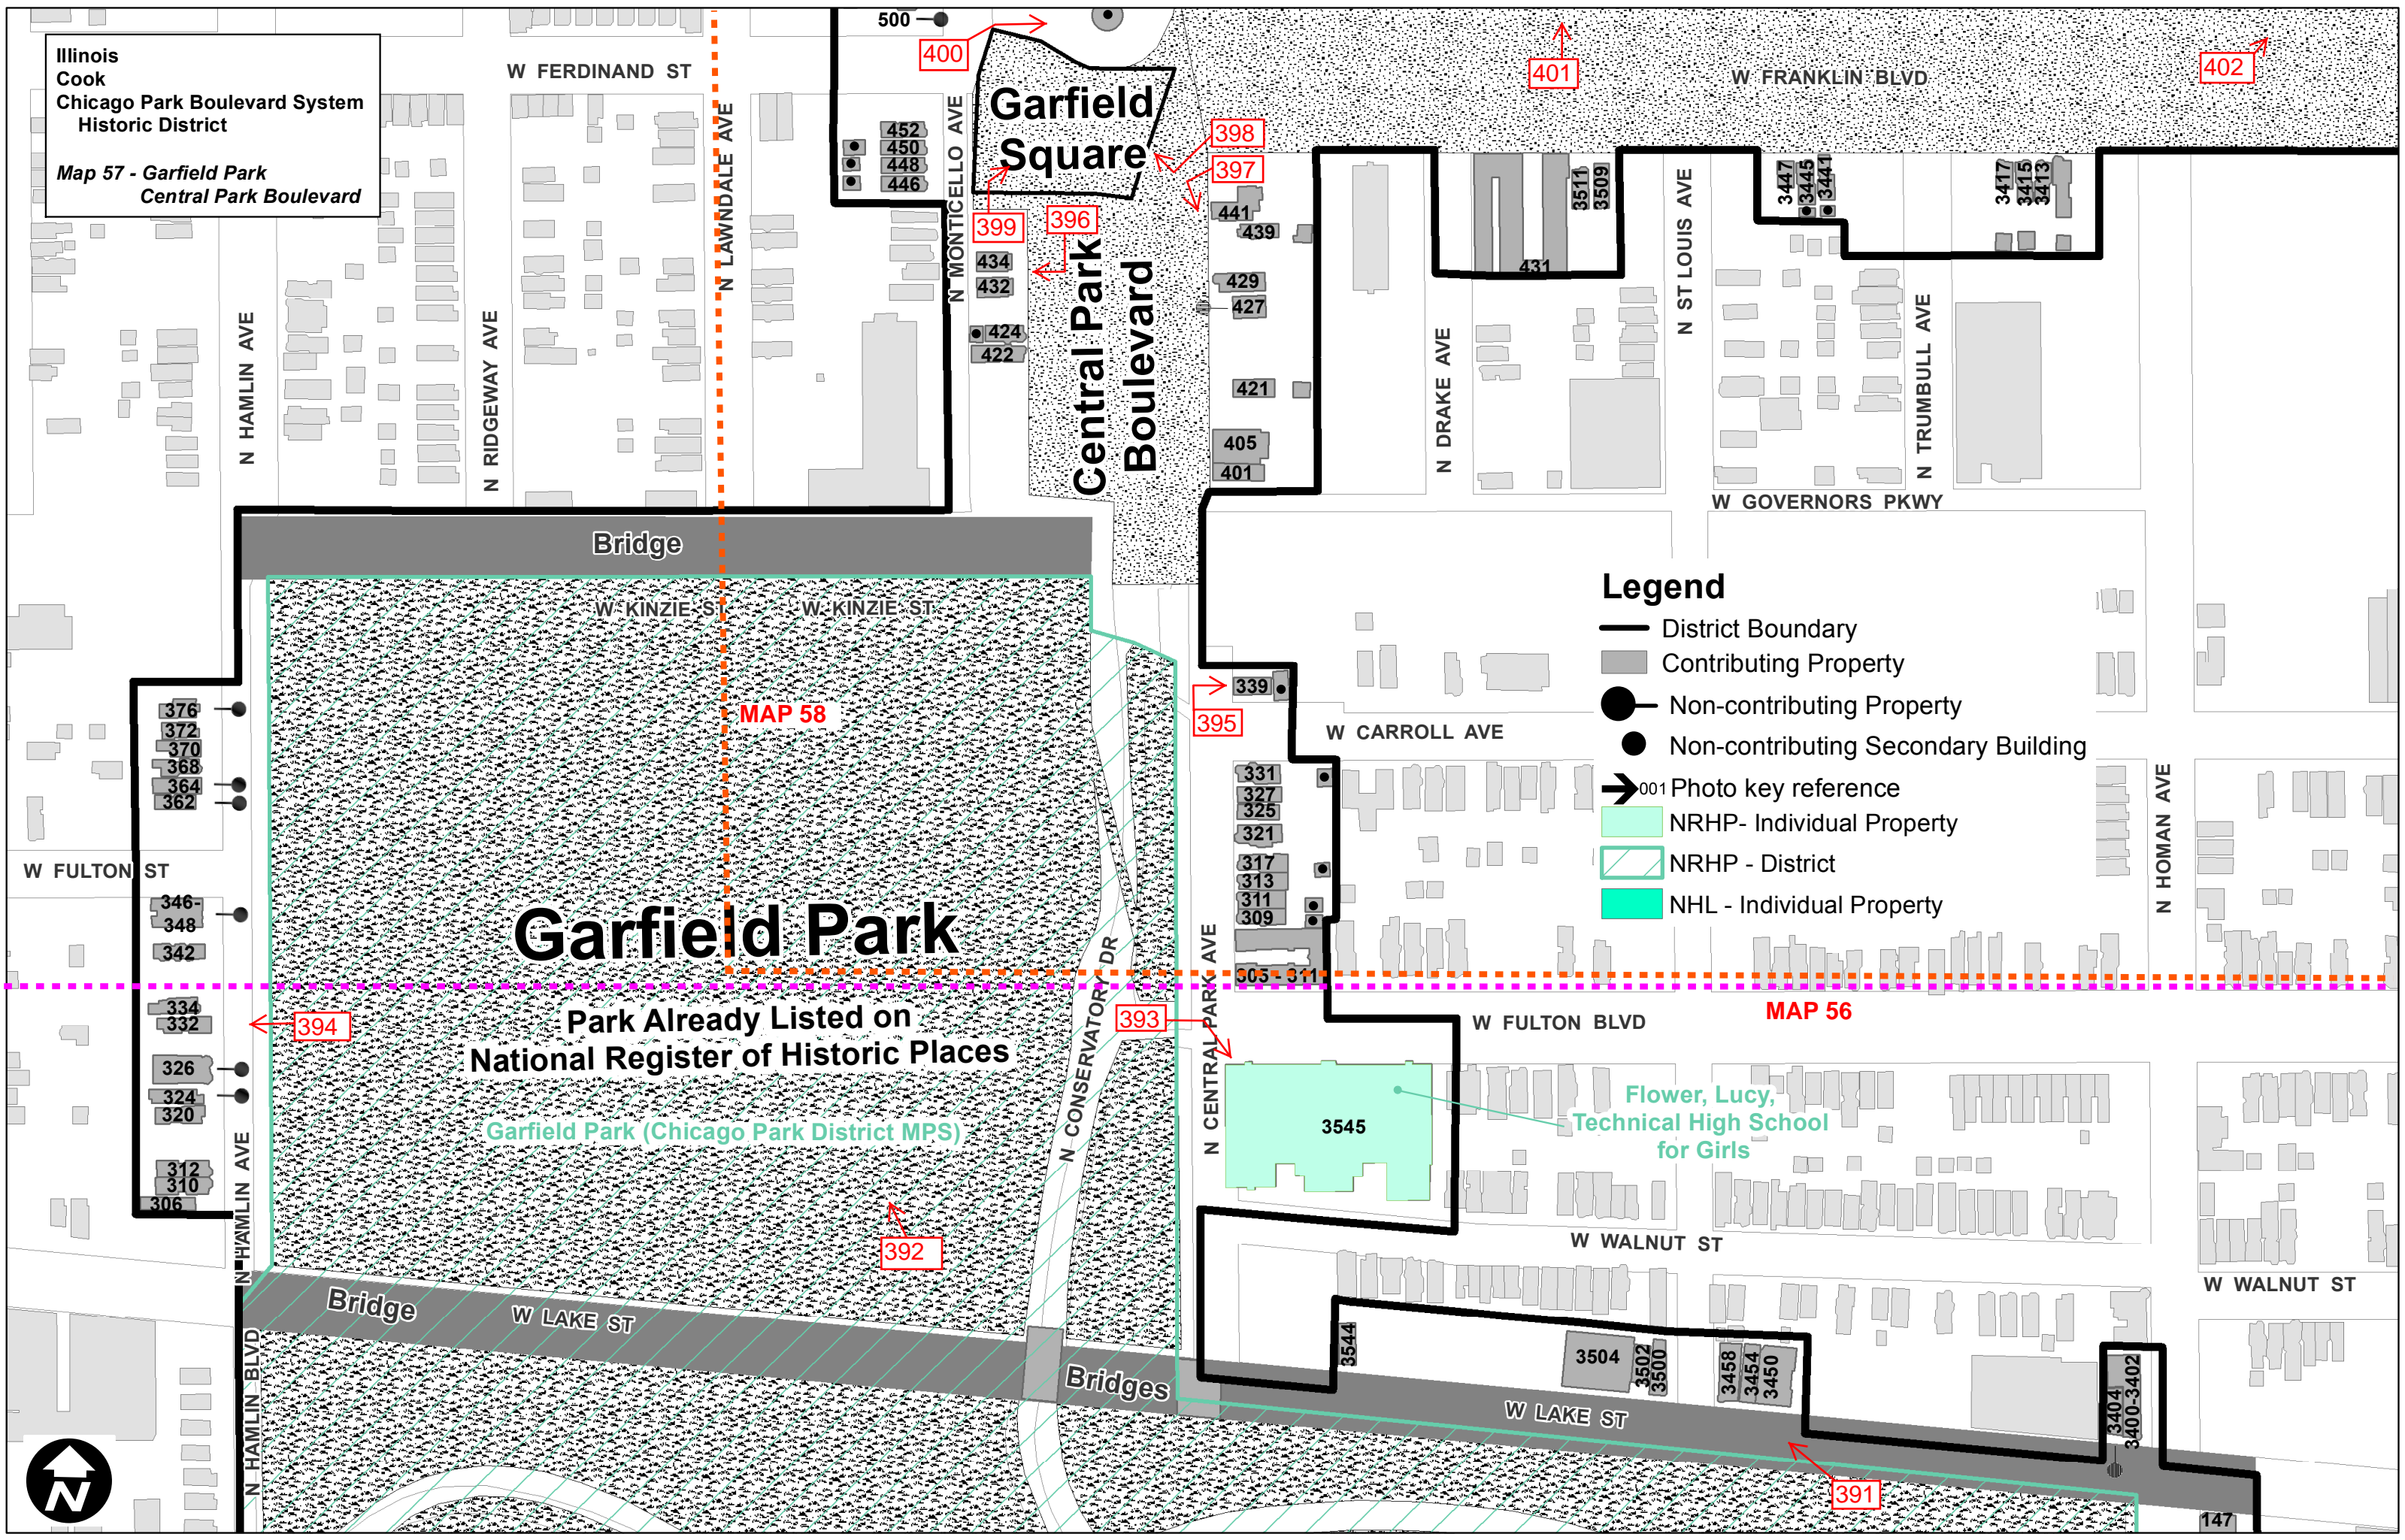 Illinois
Cook
Chicago Park Boulevard System
Historic District
Map 57 - Garfield Park
Central Park Boulevard
500
400
401
402
W FERDINAND ST
W FRANKLIN BLVD
Garfield
Square
398
397
399
396
452
450
448
446
N HAMLIN AVE
N RIDGEWAY AVE
N LAWNDALE AVE
N MONTICELLO AVE
434
432
424
422
Central Park
Boulevard
441
439
429
427
421
405
401
431
3511
3509
3447
3445
3441
3417
3415
3413
N DRAKE AVE
N ST LOUIS AVE
N TRUMBULL AVE
W GOVERNORS PKWY
Bridge
W KINZIE ST
W KINZIE ST
MAP 58
Legend
District Boundary
Contributing Property
Non-contributing Property
Non-contributing Secondary Building
001 Photo key reference
NRHP- Individual Property
NRHP - District
NHL - Individual Property
339
395
W CARROLL AVE
376
372
370
368
364
362
W FULTON ST
346-
348
342
334
332
326
324
320
312
310
306
394
331
327
325
321
317
313
311
309
305 - 311
N HOMAN AVE
Garfield Park
Park Already Listed on
National Register of Historic Places
Garfield Park (Chicago Park District MPS)
N CONSERVATORY DR
N CENTRAL PARK AVE
393
MAP 56
W FULTON BLVD
3545
Flower, Lucy,
Technical High School
for Girls
392
N HAMLIN AVE
N HAMLIN BLVD
W WALNUT ST
W WALNUT ST
Bridge
W LAKE ST
Bridges
3544
3504
3502
3500
3458
3454
3450
3404
3400-3402
W LAKE ST
391
147
N